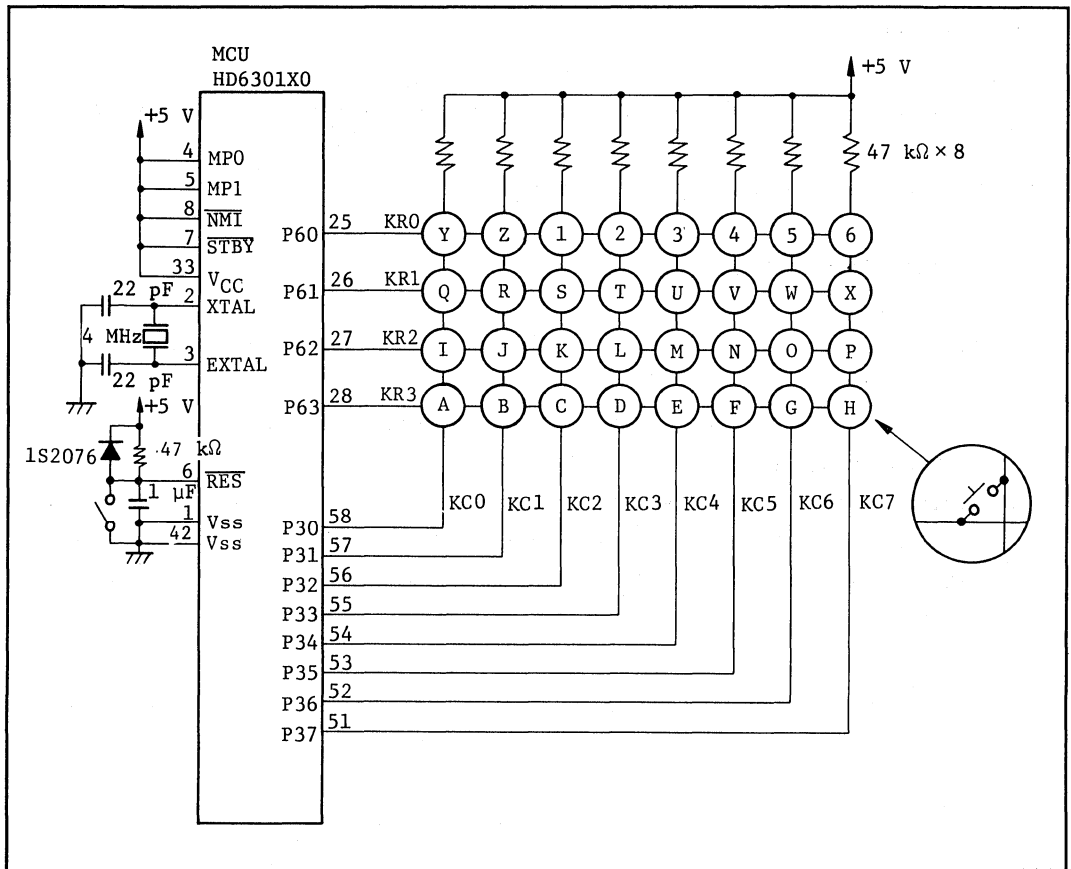 MCU
HD6301X0
+5 V
+5 V
4 MP0
5 MP1
8 NMI
7 STBY
33 VCC
22 pF
2 XTAL
4 MHz
3 EXTAL
22 pF
+5 V
47 kΩ
1S2076
6 RES
1 μF
1 Vss
42 Vss
47 kΩ × 8
P60 25 KR0 Y Z 1 2 3 4 5 6
P61 26 KR1 Q R S T U V W X
P62 27 KR2 I J K L M N O P
P63 28 KR3 A B C D E F G H
KC0 KC1 KC2 KC3 KC4 KC5 KC6 KC7
P30 58
P31 57
P32 56
P33 55
P34 54
P35 53
P36 52
P37 51